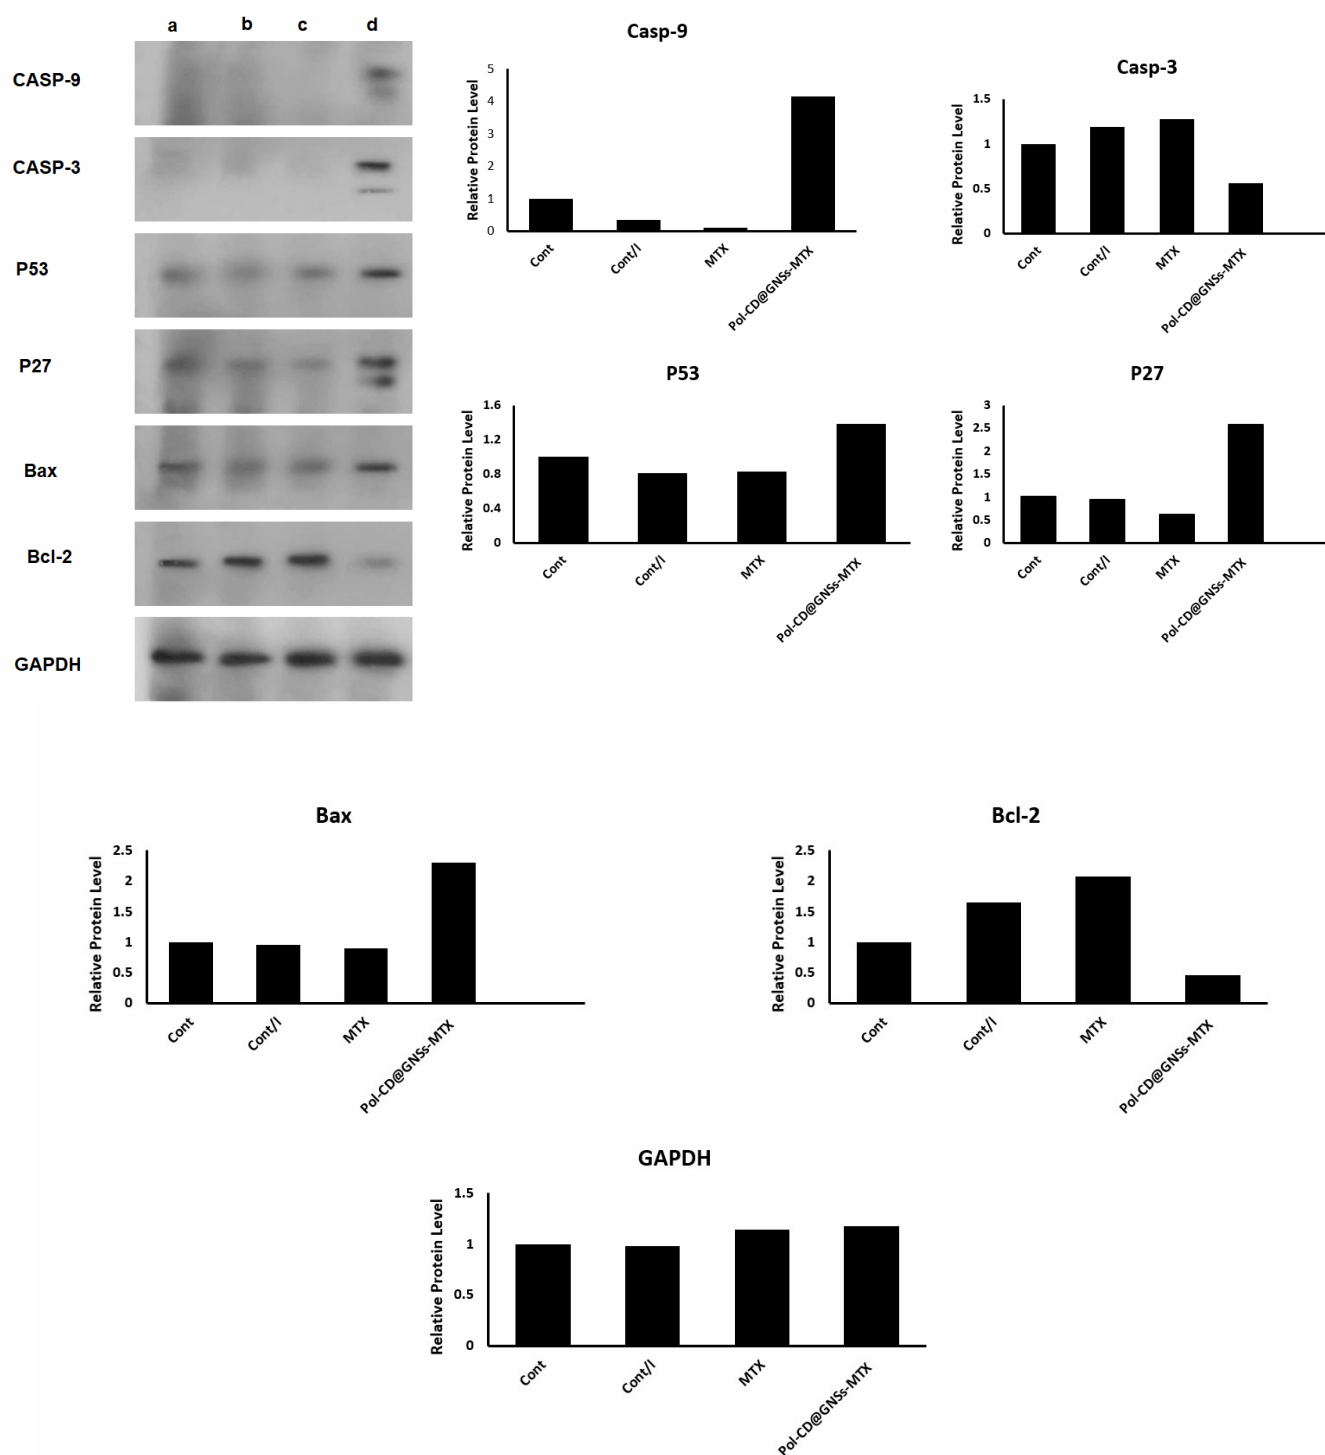 a b c d
CASP-9
CASP-3
P53
P27
Bax
Bcl-2
GAPDH
Casp-9
Relative Protein Level
5
4
3
2
1
0
Cont
Cont/I
MTX
Pol-CD@GNSs-MTX
Casp-3
Relative Protein Level
1.5
1
0.5
0
Cont
Cont/I
MTX
Pol-CD@GNSs-MTX
P53
Relative Protein Level
1.6
1.2
0.8
0.4
0
Cont
Cont/I
MTX
Pol-CD@GNSs-MTX
P27
Relative Protein Level
3
2.5
2
1.5
1
0.5
0
Cont
Cont/I
MTX
Pol-CD@GNSs-MTX
Bax
Relative Protein Level
2.5
2
1.5
1
0.5
0
Cont
Cont/I
MTX
Pol-CD@GNSs-MTX
Bcl-2
Relative Protein Level
2.5
2
1.5
1
0.5
0
Cont
Cont/I
MTX
Pol-CD@GNSs-MTX
GAPDH
Relative Protein Level
1.5
1
0.5
0
Cont
Cont/I
MTX
Pol-CD@GNSs-MTX